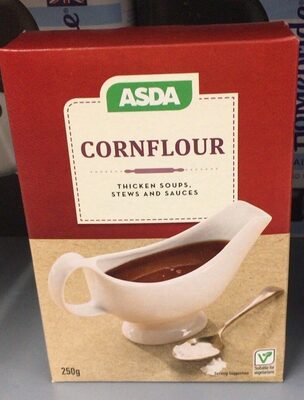 ASDA
CORNFLOUR
THICKEN SOUPS,
STEWS AND SAUCES
250g
Serving Suggestion
Suitable for
vegetarians